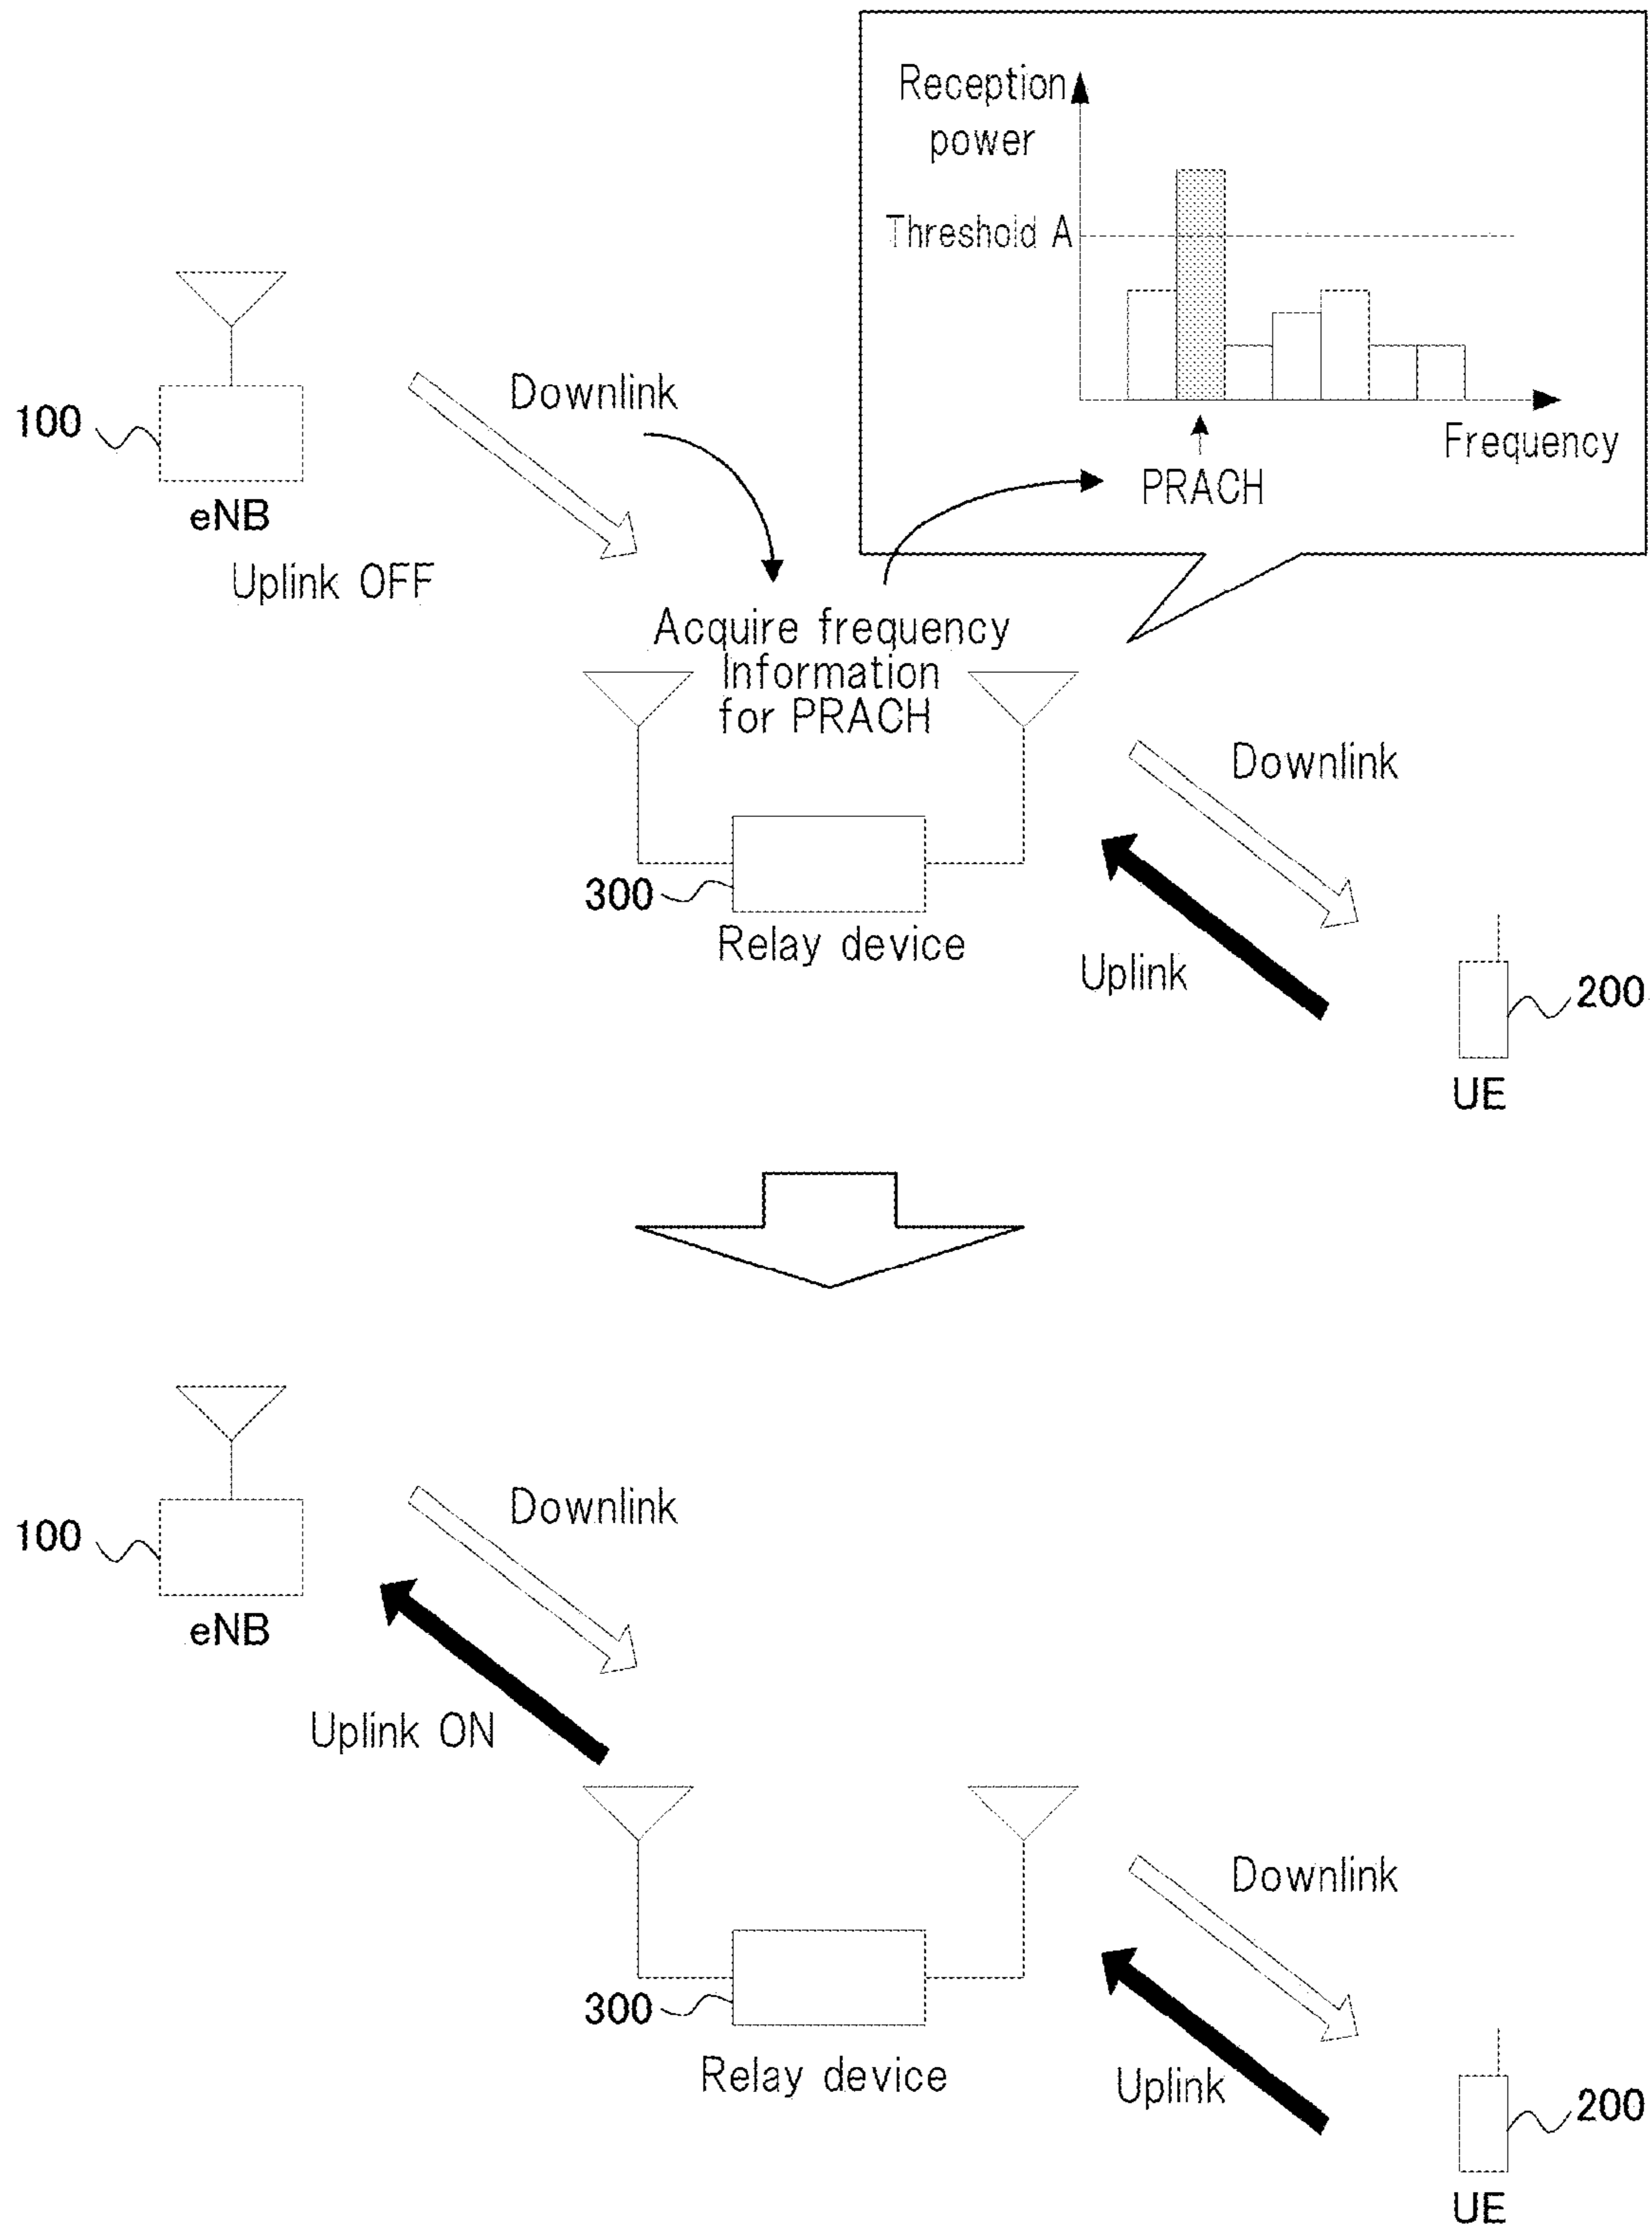 Reception
power
Threshold A
Frequency
PRACH
Downlink
100
eNB
Uplink OFF
Acquire frequency
Information
for PRACH
Downlink
300
Relay device
Uplink
200
UE
Downlink
100
eNB
Uplink ON
Downlink
300
Relay device
Uplink
200
UE